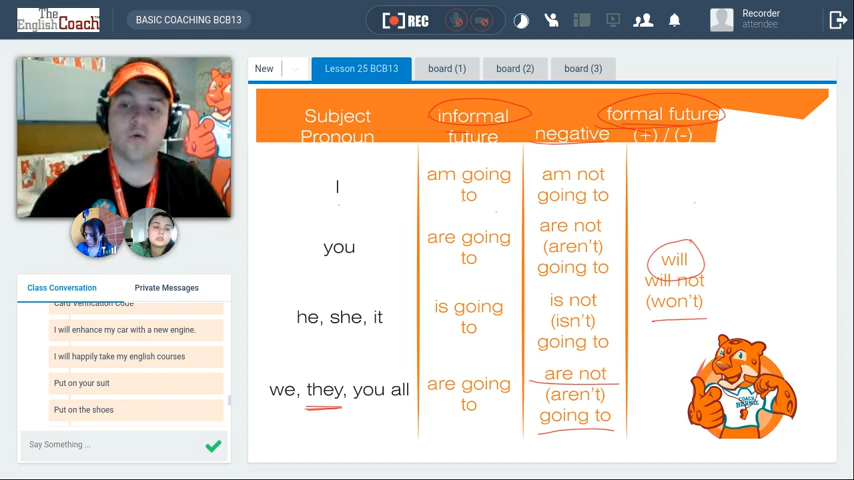 The
English Coach
BASIC COACHING BCB13
REC
Recorder
attendee
New
Lesson 25 BCB13
board (1)
board (2)
board (3)
Subject
Pronoun
informal
future
negative
formal future
(+) / (-)
I
am going
to
am not
going to
you
are going
to
are not
(aren't)
going to
will
will not
(won't)
he, she, it
is going
to
is not
(isn't)
going to
we, they, you all
are going
to
are not
(aren't)
going to
Class Conversation
Private Messages
Card Verification Code
I will enhance my car with a new engine.
I will happily take my english courses
Put on your suit
Put on the shoes
Say Something ...